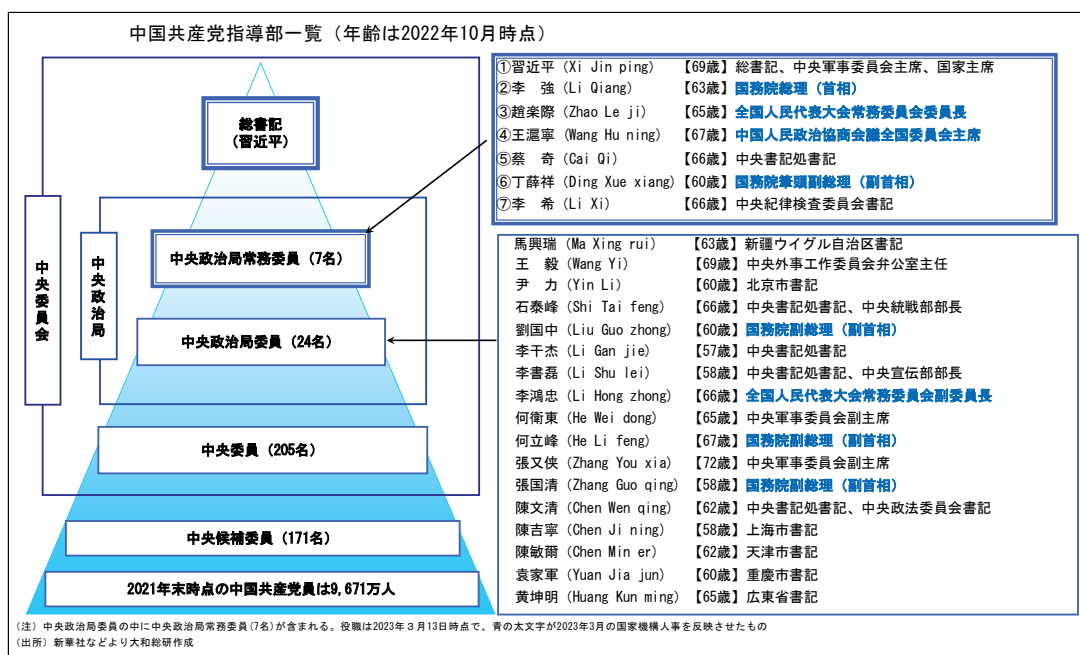 中国共産党指導部一覧（年齢は2022年10月時点）
総書記
(習近平)
中央政治局常務委員(7名)
中央政治局委員(24名)
中央委員(205名)
中央候補委員(171名)
2021年末時点の中国共産党員は9,671万人
中央委員会
中央政治局
①習近平 (Xi Jin ping) 【69歳】総書記、中央軍事委員会主席、国家主席
②李　強 (Li Qiang) 【63歳】国務院総理（首相）
③趙楽際 (Zhao Le ji) 【65歳】全国人民代表大会常務委員会委員長
④王滬寧 (Wang Hu ning) 【67歳】中国人民政治協商会議全国委員会主席
⑤蔡　奇 (Cai Qi) 【66歳】中央書記処書記
⑥丁薛祥 (Ding Xue xiang) 【60歳】国務院筆頭副総理（副首相）
⑦李　希 (Li Xi) 【66歳】中央紀律検査委員会書記
馬興瑞 (Ma Xing rui) 【63歳】新疆ウイグル自治区書記
王　毅 (Wang Yi) 【69歳】中央外事工作委員会弁公室主任
尹　力 (Yin Li) 【60歳】北京市書記
石泰峰 (Shi Tai feng) 【66歳】中央書記処書記、中央統戦部部長
劉国中 (Liu Guo zhong) 【60歳】国務院副総理（副首相）
李干杰 (Li Gan jie) 【57歳】中央書記処書記
李書磊 (Li Shu lei) 【58歳】中央書記処書記、中央宣伝部部長
李鴻忠 (Li Hong zhong) 【66歳】全国人民代表大会常務委員会副委員長
何衛東 (He Wei dong) 【65歳】中央軍事委員会副主席
何立峰 (He Li feng) 【67歳】国務院副総理（副首相）
張又侠 (Zhang You xia) 【72歳】中央軍事委員会副主席
張国清 (Zhang Guo qing) 【58歳】国務院副総理（副首相）
陳文清 (Chen Wen qing) 【62歳】中央書記処書記、中央政法委員会書記
陳吉寧 (Chen Ji ning) 【58歳】上海市書記
陳敏爾 (Chen Min er) 【62歳】天津市書記
袁家軍 (Yuan Jia jun) 【60歳】重慶市書記
黄坤明 (Huang Kun ming) 【65歳】広東省書記
（注）中央政治局委員の中に中央政治局常務委員(7名)が含まれる。役職は2023年３月13日時点で、青の太文字が2023年3月の国家機構人事を反映させたもの
（出所）新華社などより大和総研作成